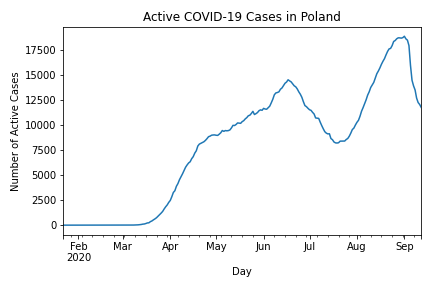 Active COVID-19 Cases in Poland
Number of Active Cases
17500
15000
12500
10000
7500
5000
2500
0
Feb Mar Apr May Jun Jul Aug Sep
2020
Day